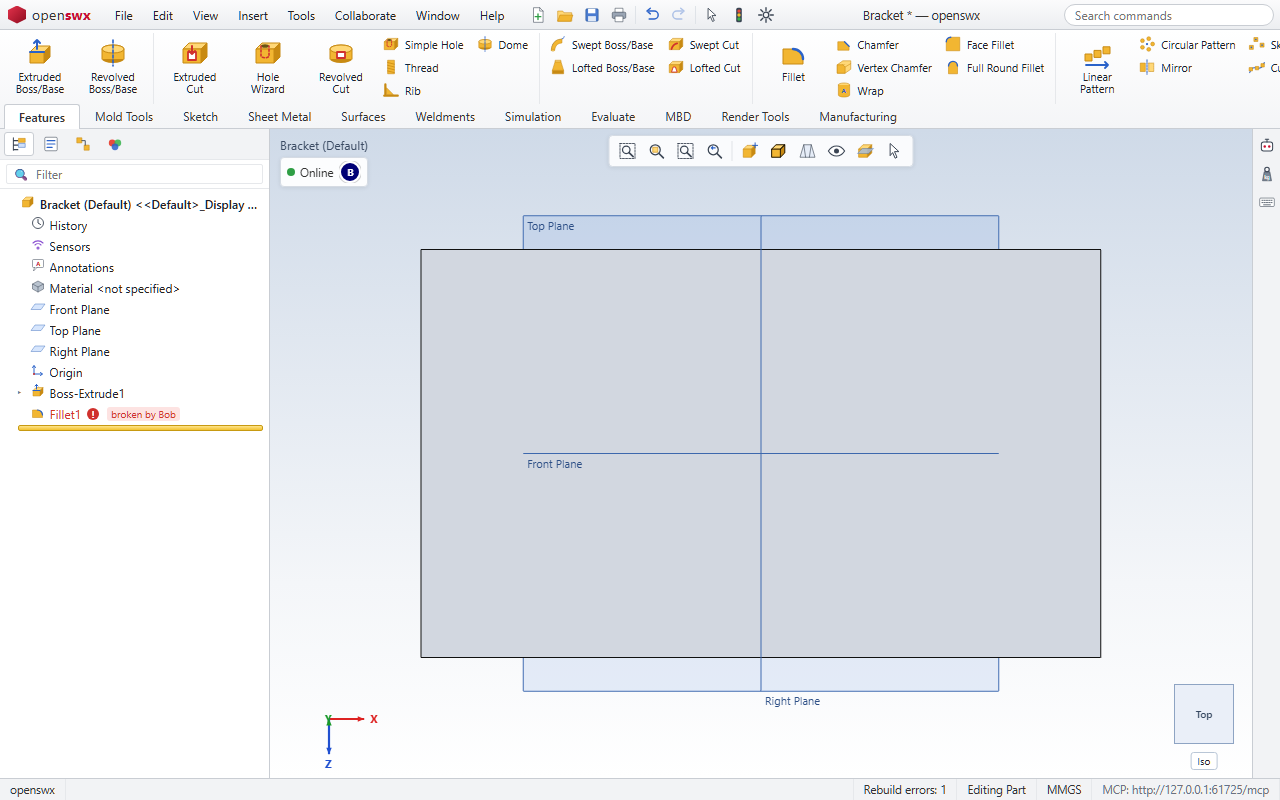 openswx File Edit View Insert Tools Collaborate Window Help Bracket * — openswx Search commands
Extruded Boss/Base
Revolved Boss/Base
Extruded Cut
Hole Wizard
Revolved Cut
Simple Hole
Thread
Rib
Dome
Swept Boss/Base
Lofted Boss/Base
Swept Cut
Lofted Cut
Fillet
Chamfer
Vertex Chamfer
Wrap
Face Fillet
Full Round Fillet
Linear Pattern
Circular Pattern
Mirror
Features Mold Tools Sketch Sheet Metal Surfaces Weldments Simulation Evaluate MBD Render Tools Manufacturing
Filter
Bracket (Default) <<Default>_Display ...
History
Sensors
Annotations
Material <not specified>
Front Plane
Top Plane
Right Plane
Origin
Boss-Extrude1
Fillet1 broken by Bob
Bracket (Default)
Online B
Top Plane
Front Plane
Right Plane
Y X
Z
Top
Iso
openswx Rebuild errors: 1 Editing Part MMGS MCP: http://127.0.0.1:61725/mcp